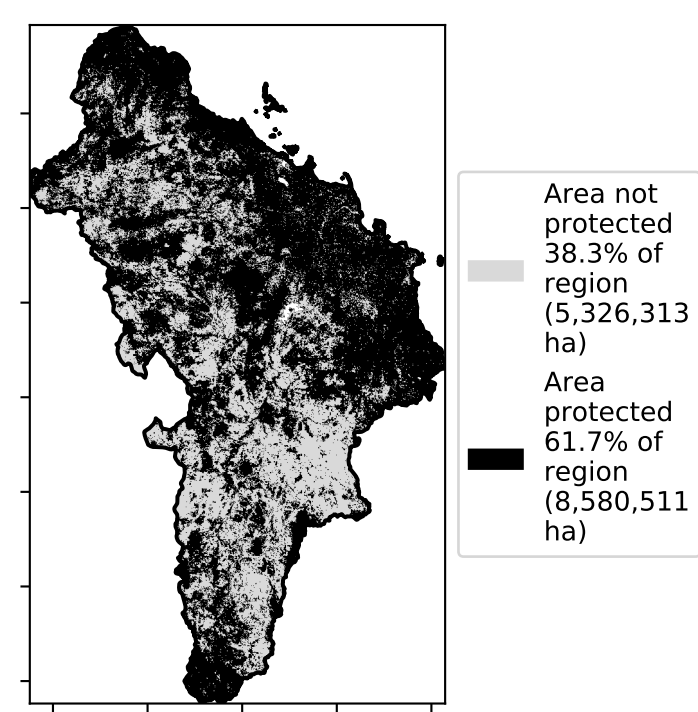 Area not
protected
38.3% of
region
(5,326,313
ha)
Area
protected
61.7% of
region
(8,580,511
ha)